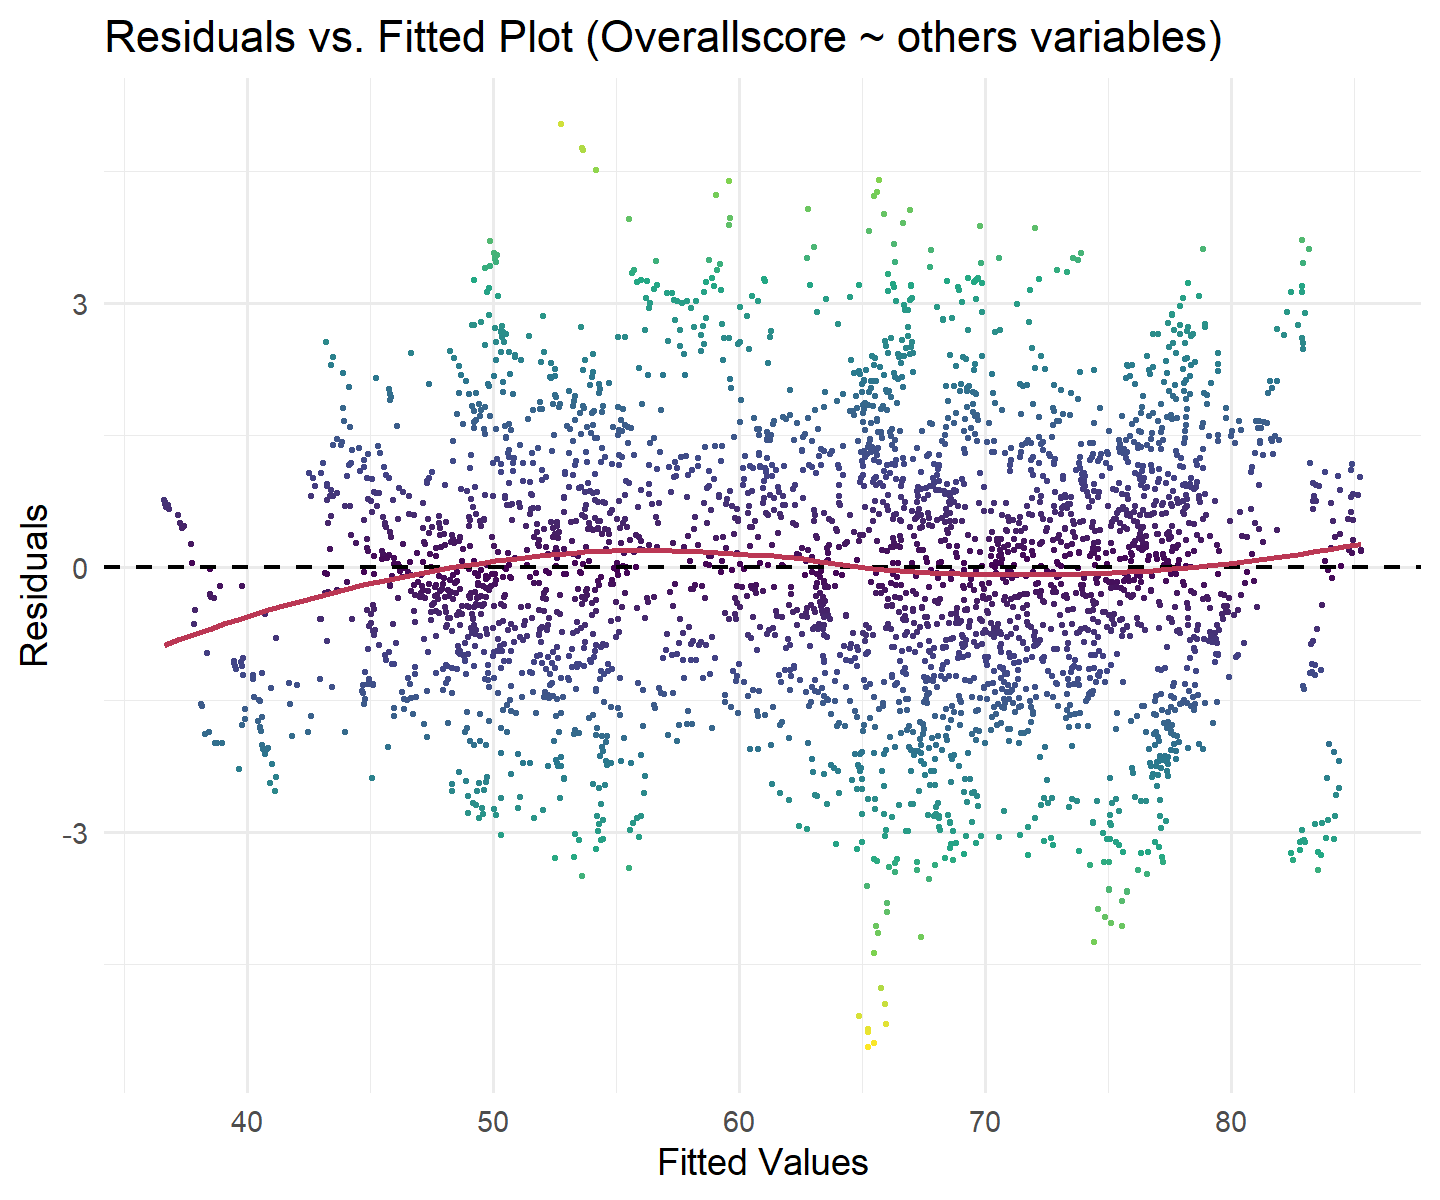 Residuals vs. Fitted Plot (Overallscore ~ others variables)
Residuals
3
0
-3
40 50 60 70 80
Fitted Values